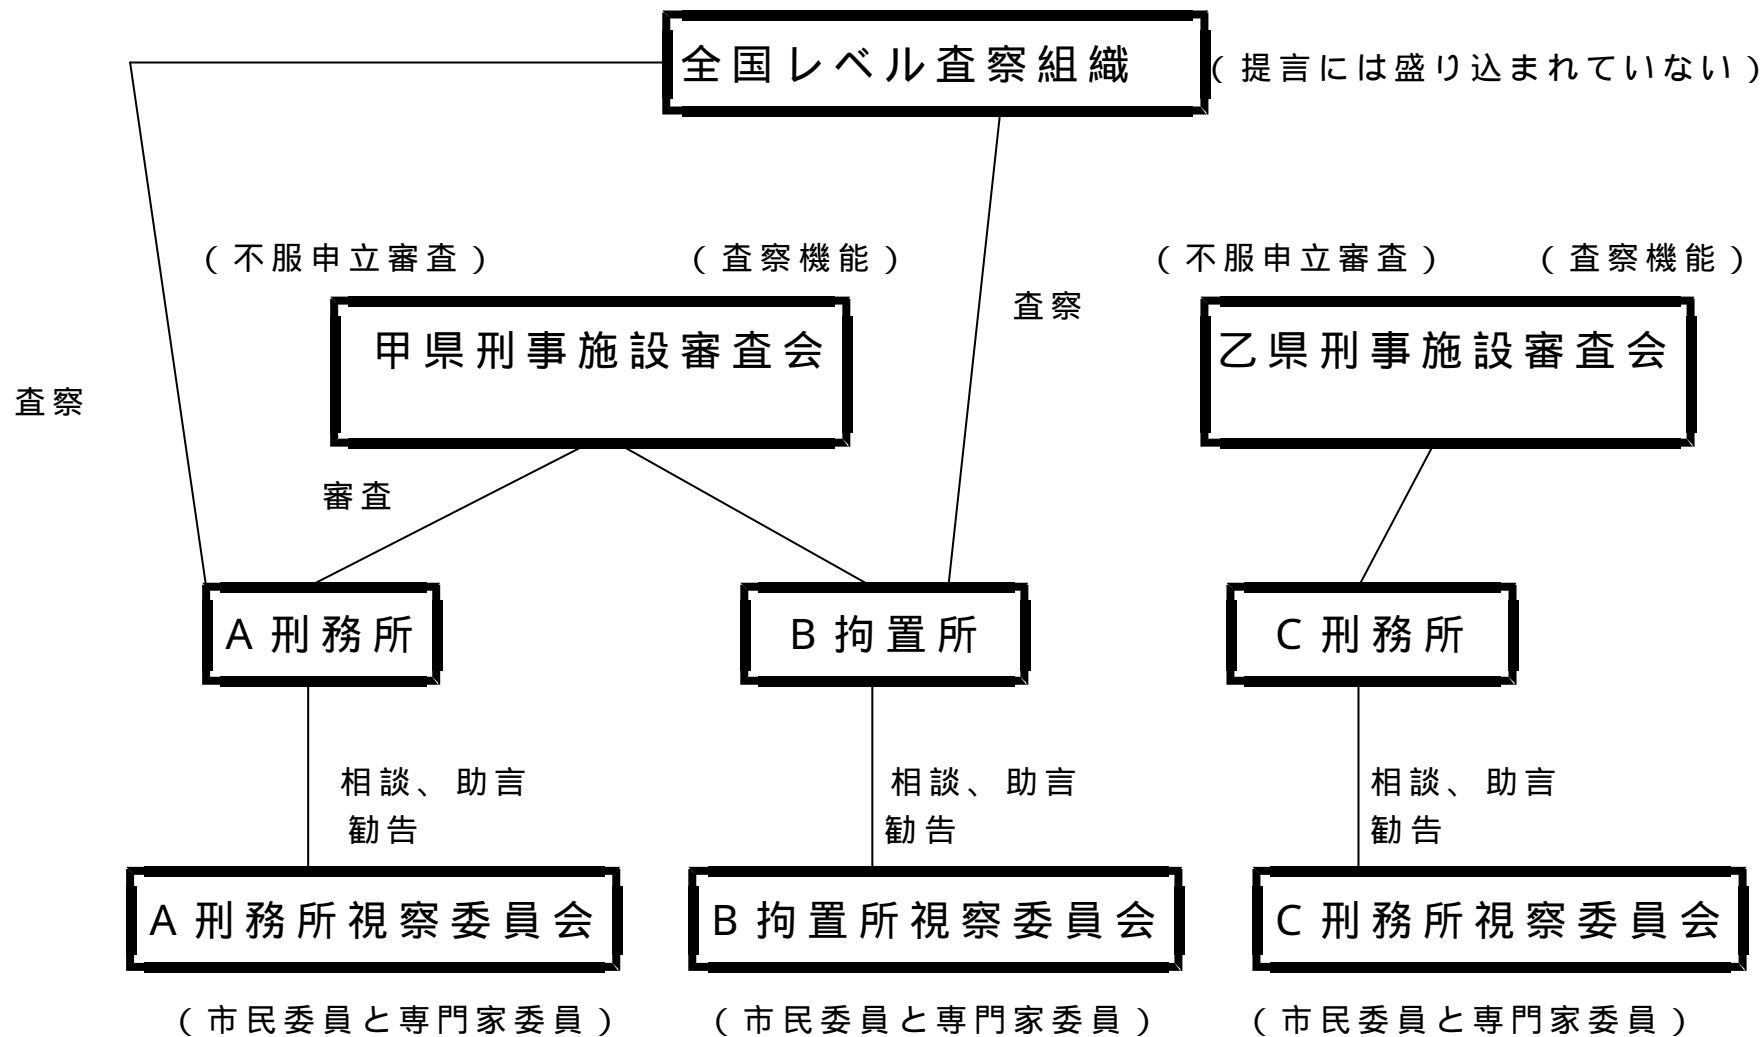 全国レベル査察組織 (提言には盛り込まれていない)
(不服申立審査) (査察機能) (不服申立審査) (査察機能)
査察
甲県刑事施設審査会 乙県刑事施設審査会
査察
審査
A 刑務所 B 拘置所 C 刑務所
相談、助言 相談、助言 相談、助言
勧告 勧告 勧告
A 刑務所視察委員会 B 拘置所視察委員会 C 刑務所視察委員会
(市民委員と専門家委員) (市民委員と専門家委員) (市民委員と専門家委員)